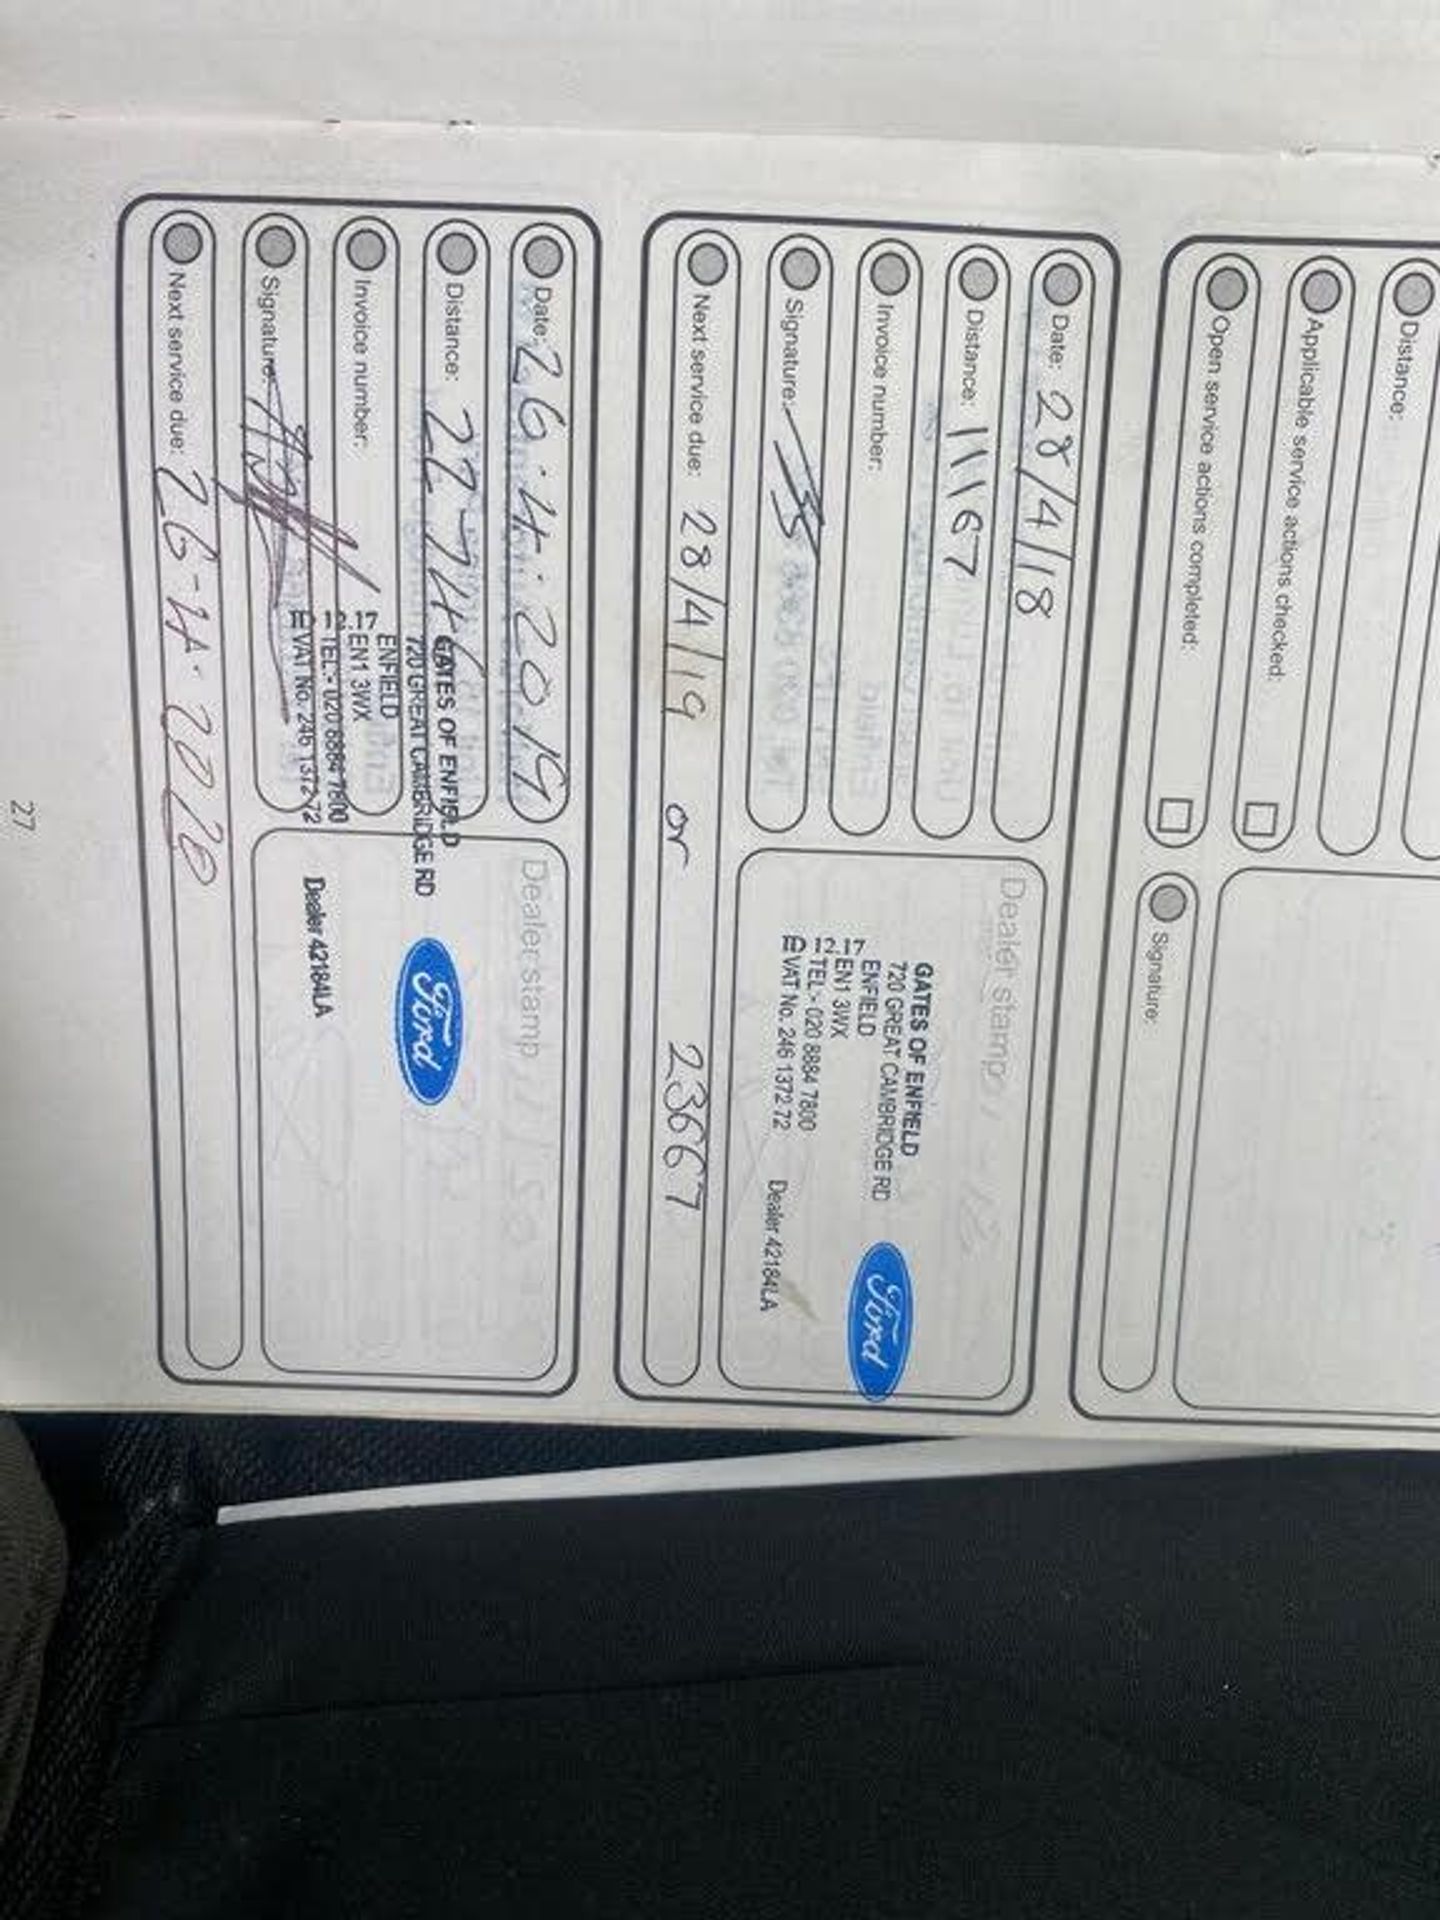 Distance:
Applicable service actions checked:
Open service actions completed:
Signature:
Date: 28/4/18
Distance: 11167
Invoice number:
Signature:
Dealer stamp
GATES OF ENFIELD
720 GREAT CAMBRIDGE RD
ENFIELD
12.17 EN1 3WX
TEL:- 020 8884 7800
VAT No. 246 1372 72
Dealer 42184LA
Ford
Next service due: 28/4/19 or 23667
Date: 26.4.2019
Distance:
Invoice number:
Signature:
Dealer stamp
GATES OF ENFIELD
720 GREAT CAMBRIDGE RD
ENFIELD
12.17 EN1 3WX
TEL:- 020 8884 7800
VAT No. 246 1372 72
Dealer 42184LA
Ford
Next service due: 26-4-2020
27